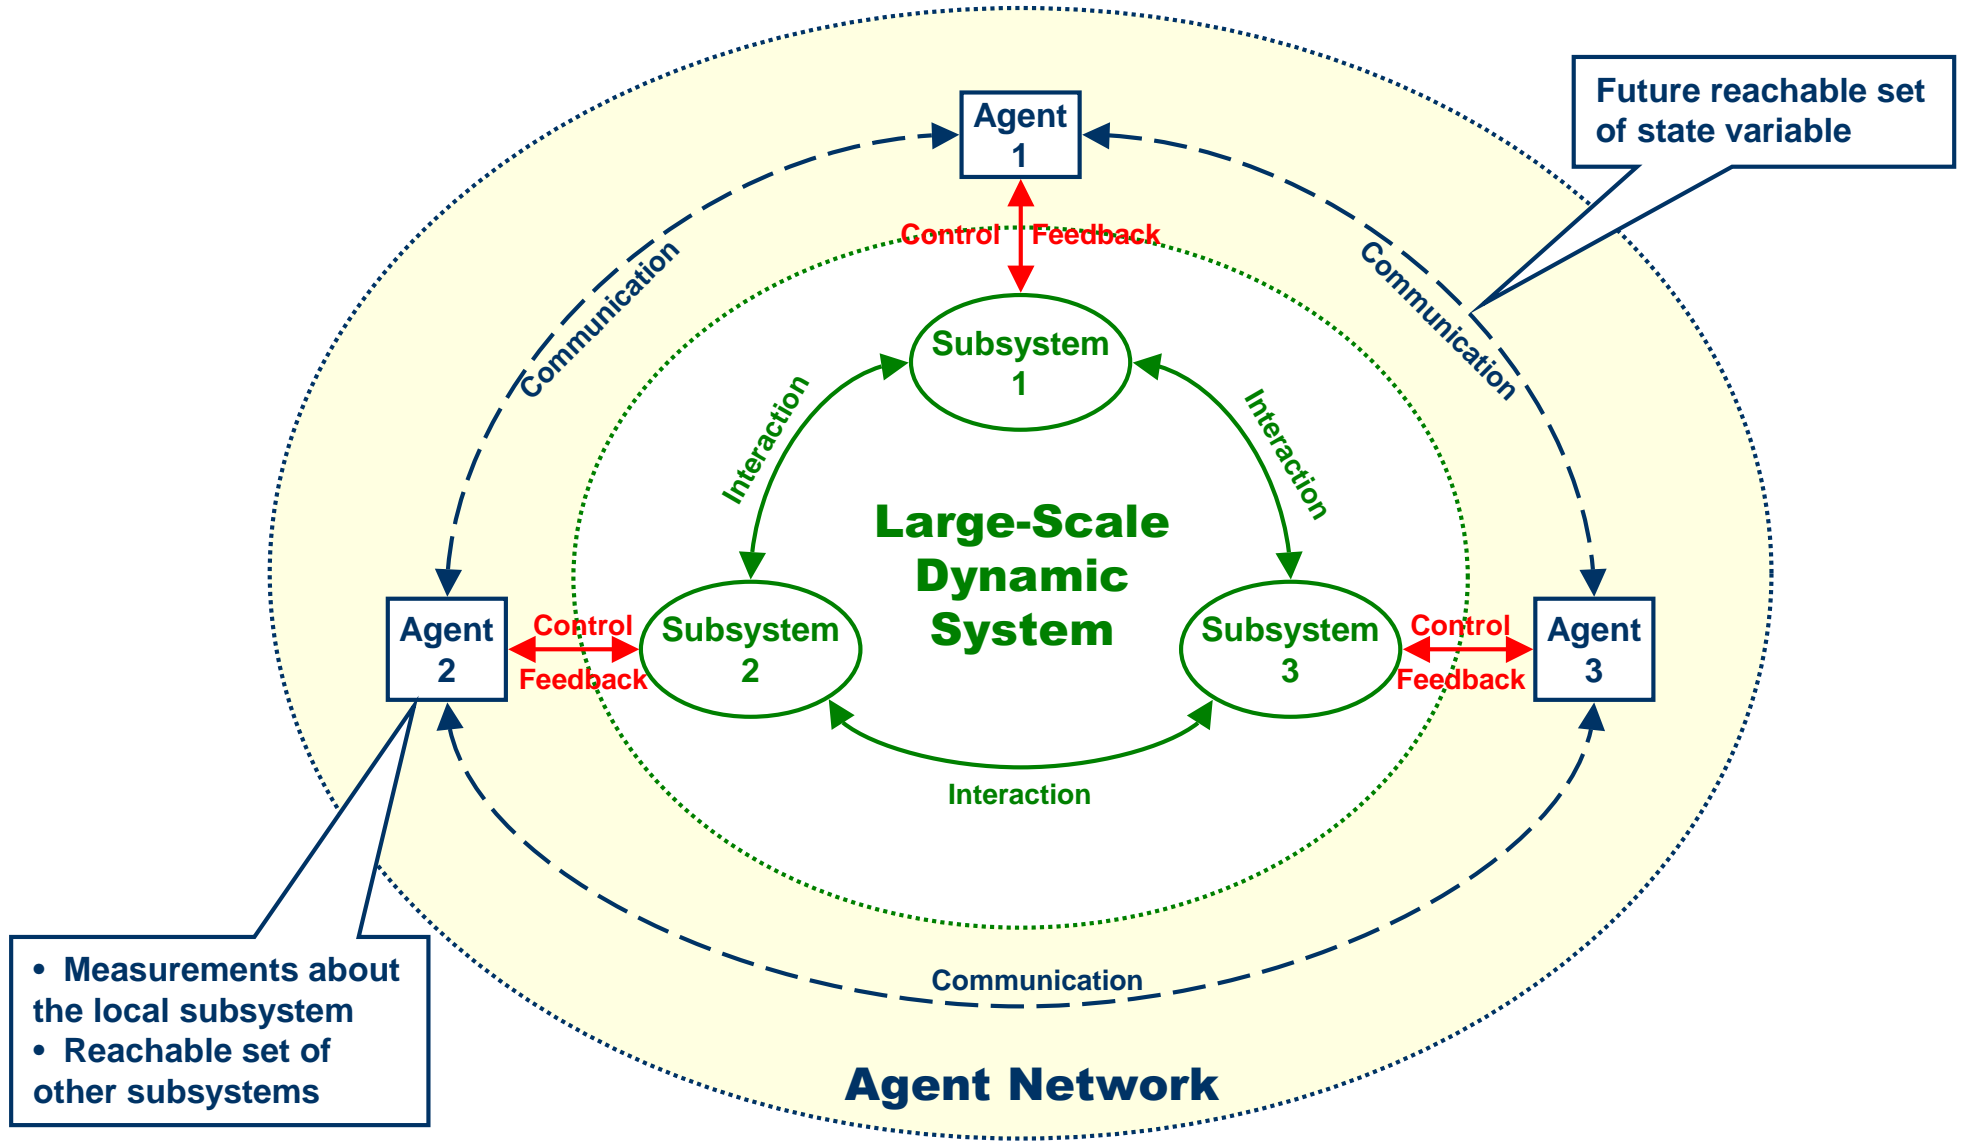 Agent
1
Future reachable set
of state variable
Control
Feedback
Communication
Communication
Subsystem
1
Interaction
Interaction
Large-Scale
Dynamic
System
Agent
2
Control
Feedback
Subsystem
2
Subsystem
3
Control
Feedback
Agent
3
Interaction
• Measurements about
the local subsystem
• Reachable set of
other subsystems
Communication
Agent Network